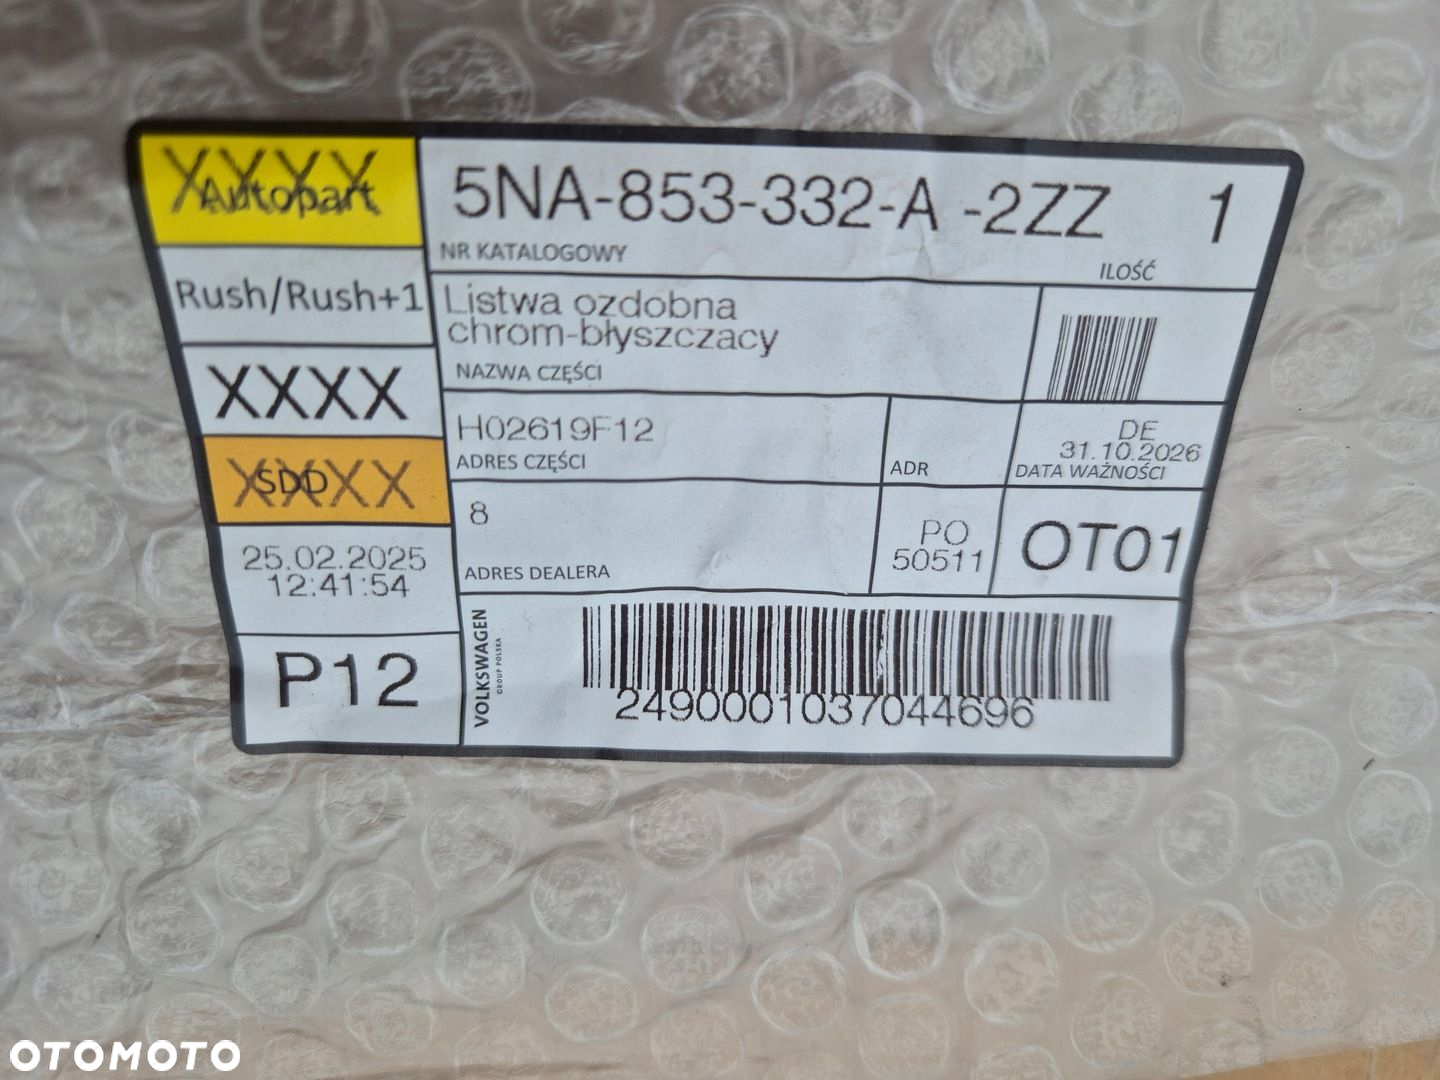 XXXX
Autopart
5NA-853-332-A -2ZZ 1
NR KATALOGOWY
ILOŚĆ
Rush/Rush+1
Listwa ozdobna
chrom-błyszczacy
NAZWA CZĘŚCI
XXXX
H02619F12
ADRES CZĘŚCI
ADR
DE
31.10.2026
DATA WAŻNOŚCI
XXXX
SDD
8
ADRES DEALERA
PO
50511
OT01
25.02.2025
12:41:54
P12
VOLKSWAGEN
GROUP POLSKA
2490001037044696
OTOMOTO